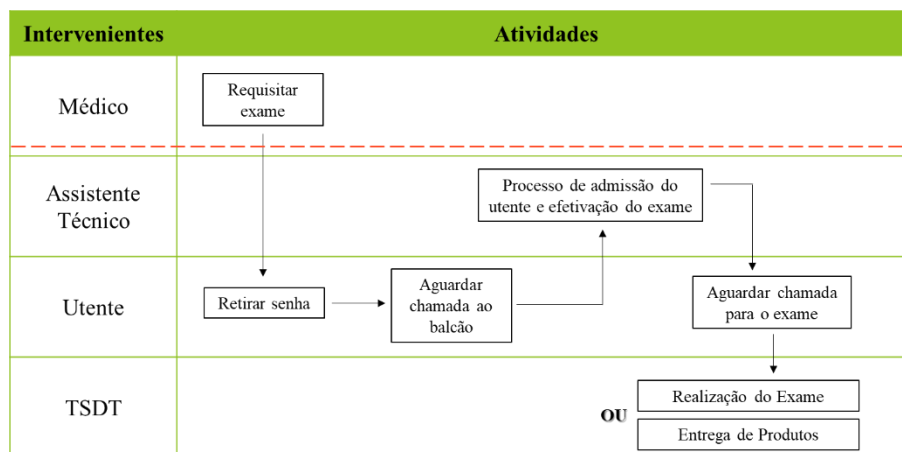 Intervenientes
Atividades
Médico
Requisitar
exame
Assistente
Técnico
Processo de admissão do
utente e efetivação do exame
Utente
Retirar senha
Aguardar
chamada ao
balcão
Aguardar chamada
para o exame
TSDT
OU
Realização do Exame
Entrega de Produtos